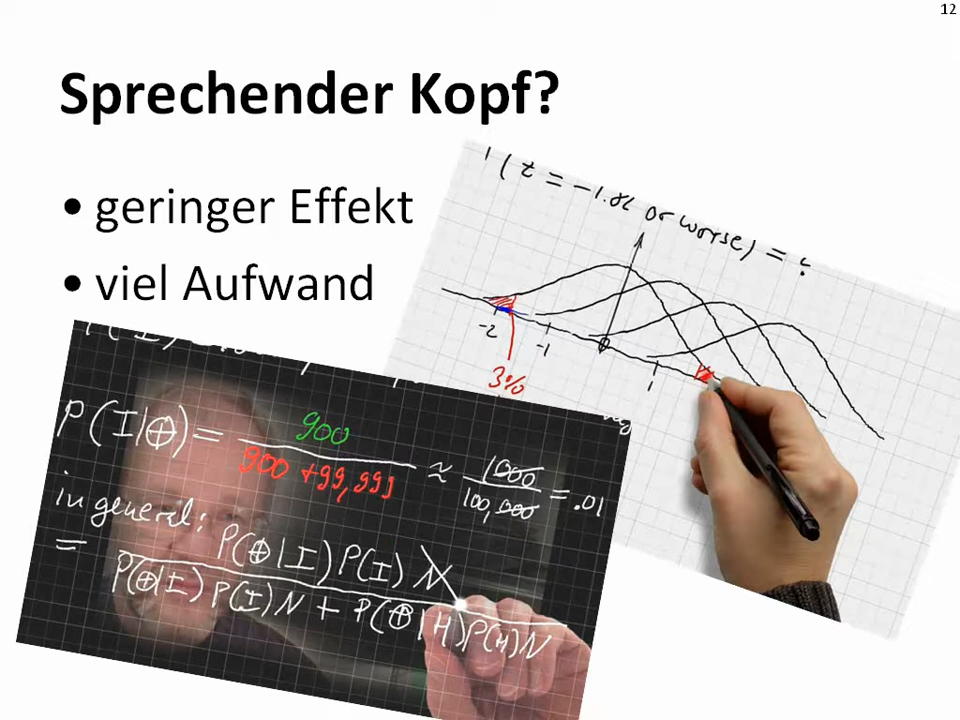 12
Sprechender Kopf?
• geringer Effekt
• viel Aufwand
(z = -1.82 or worse) = ?
-2 -1 1
3%
P(I|⊕) = 900 / 900 + 99,999 ≈ 1000 / 100,000 = .01
in general:
= P(⊕|I) P(I) N
P(⊕|I) P(I) N + P(⊕|H) P(H) N